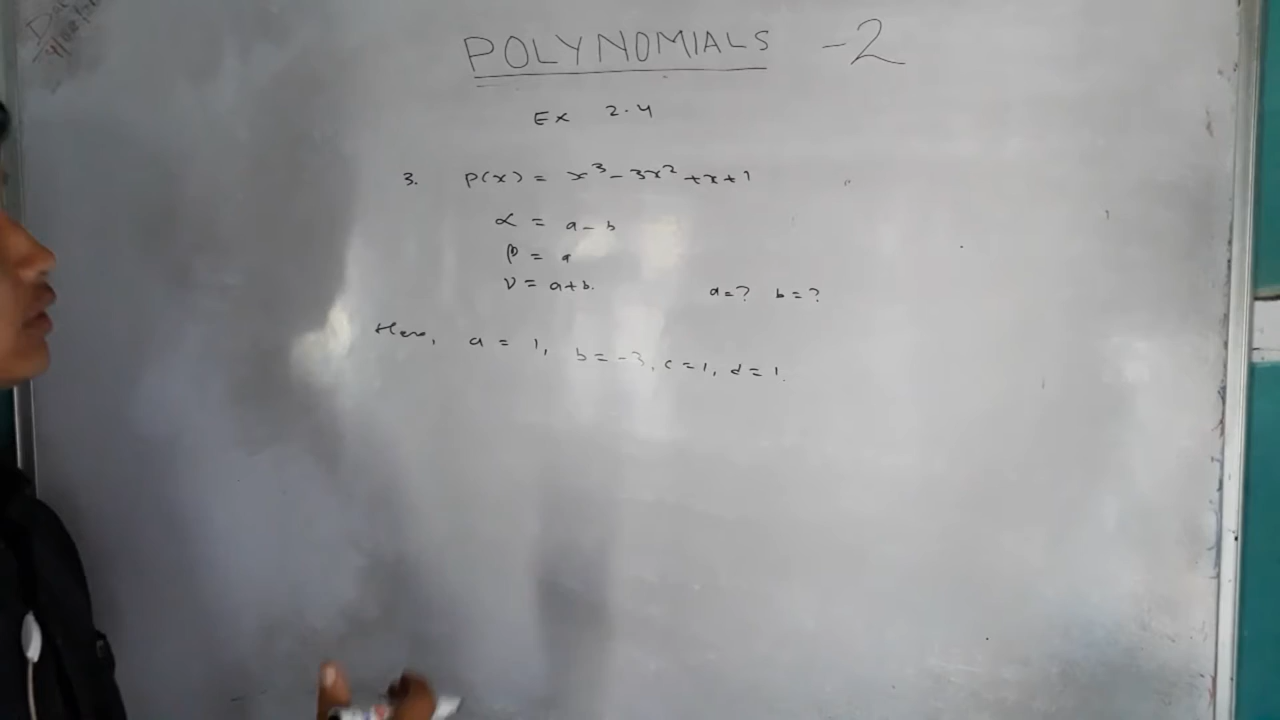 POLYNOMIALS -2
Ex 2.4
3. P(x) = x³ - 3x² + x + 1
α = a - b
β = a
γ = a+b.
a=? b=?
Here, a = 1, b = -3, c = 1, d = 1.